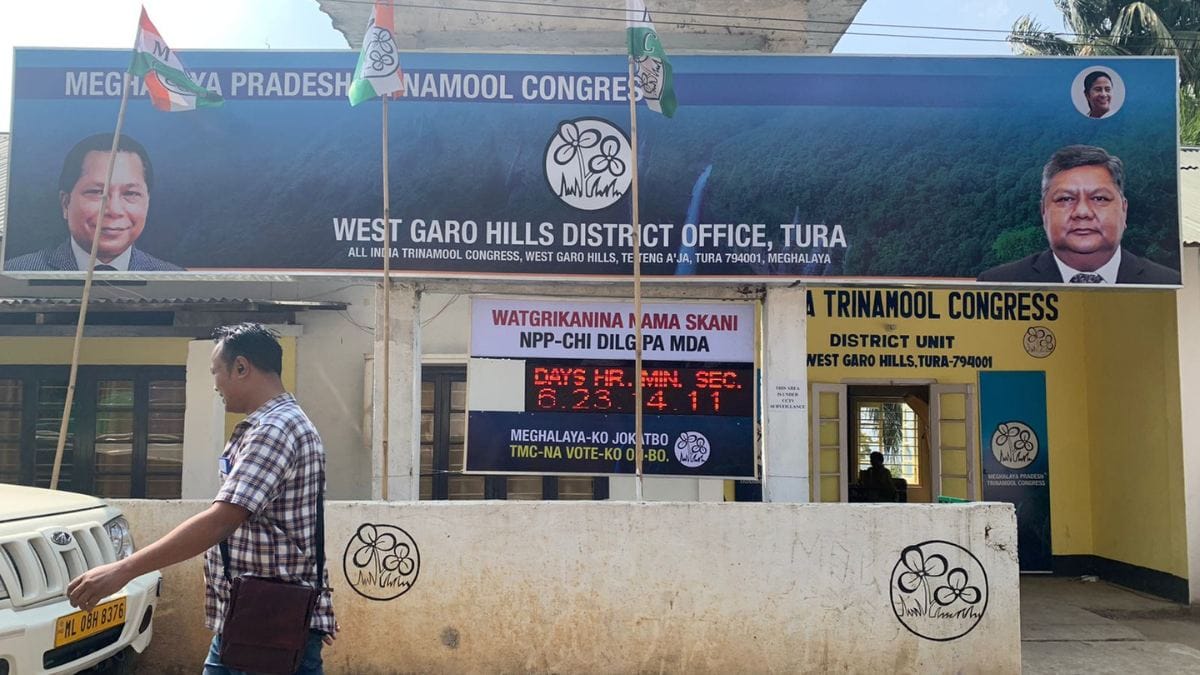 MEGHALAYA PRADESH TRINAMOOL CONGRESS
WEST GARO HILLS DISTRICT OFFICE, TURA
ALL INDIA TRINAMOOL CONGRESS, WEST GARO HILLS, TETENG A'JA, TURA 794001, MEGHALAYA
M
C
WATGRIKANINA NAMA SKANI
NPP-CHI DILGIPA MDA
DAYS HR. MIN. SEC.
6.23.14.11
MEGHALAYA-KO JOKATBO
TMC-NA VOTE-KO ON·BO.
THIS AREA
IS UNDER
CCTV
SURVEILLANCE
A TRINAMOOL CONGRESS
DISTRICT UNIT
WEST GARO HILLS, TURA-794001
MEGHALAYA PRADESH
TRINAMOOL CONGRESS
ML 08H 8376